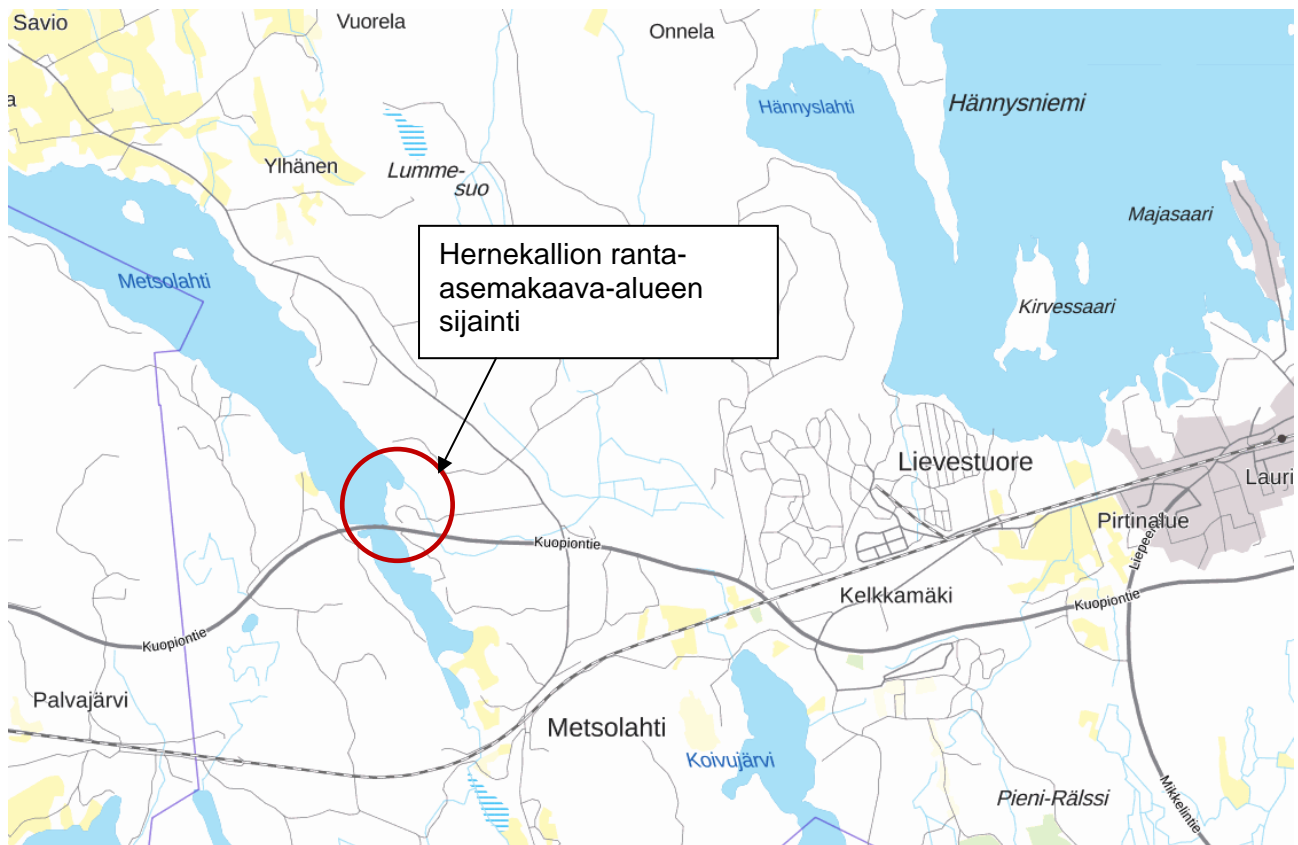 Savio
Vuorela
Onnela
a
Hännyslahti
Hännysniemi
Ylhänen
Lumme-
suo
Majasaari
Hernekallion ranta-
asemakaava-alueen
sijainti
Metsolahti
Kirvessaari
Lievestuore
Lauri
Pirtinalue
Kuopiontie
Kelkkamäki
Kuopiontie
Kuopiontie
Palvajärvi
Metsolahti
Koivujärvi
Pieni-Rälssi
Mikkelintie